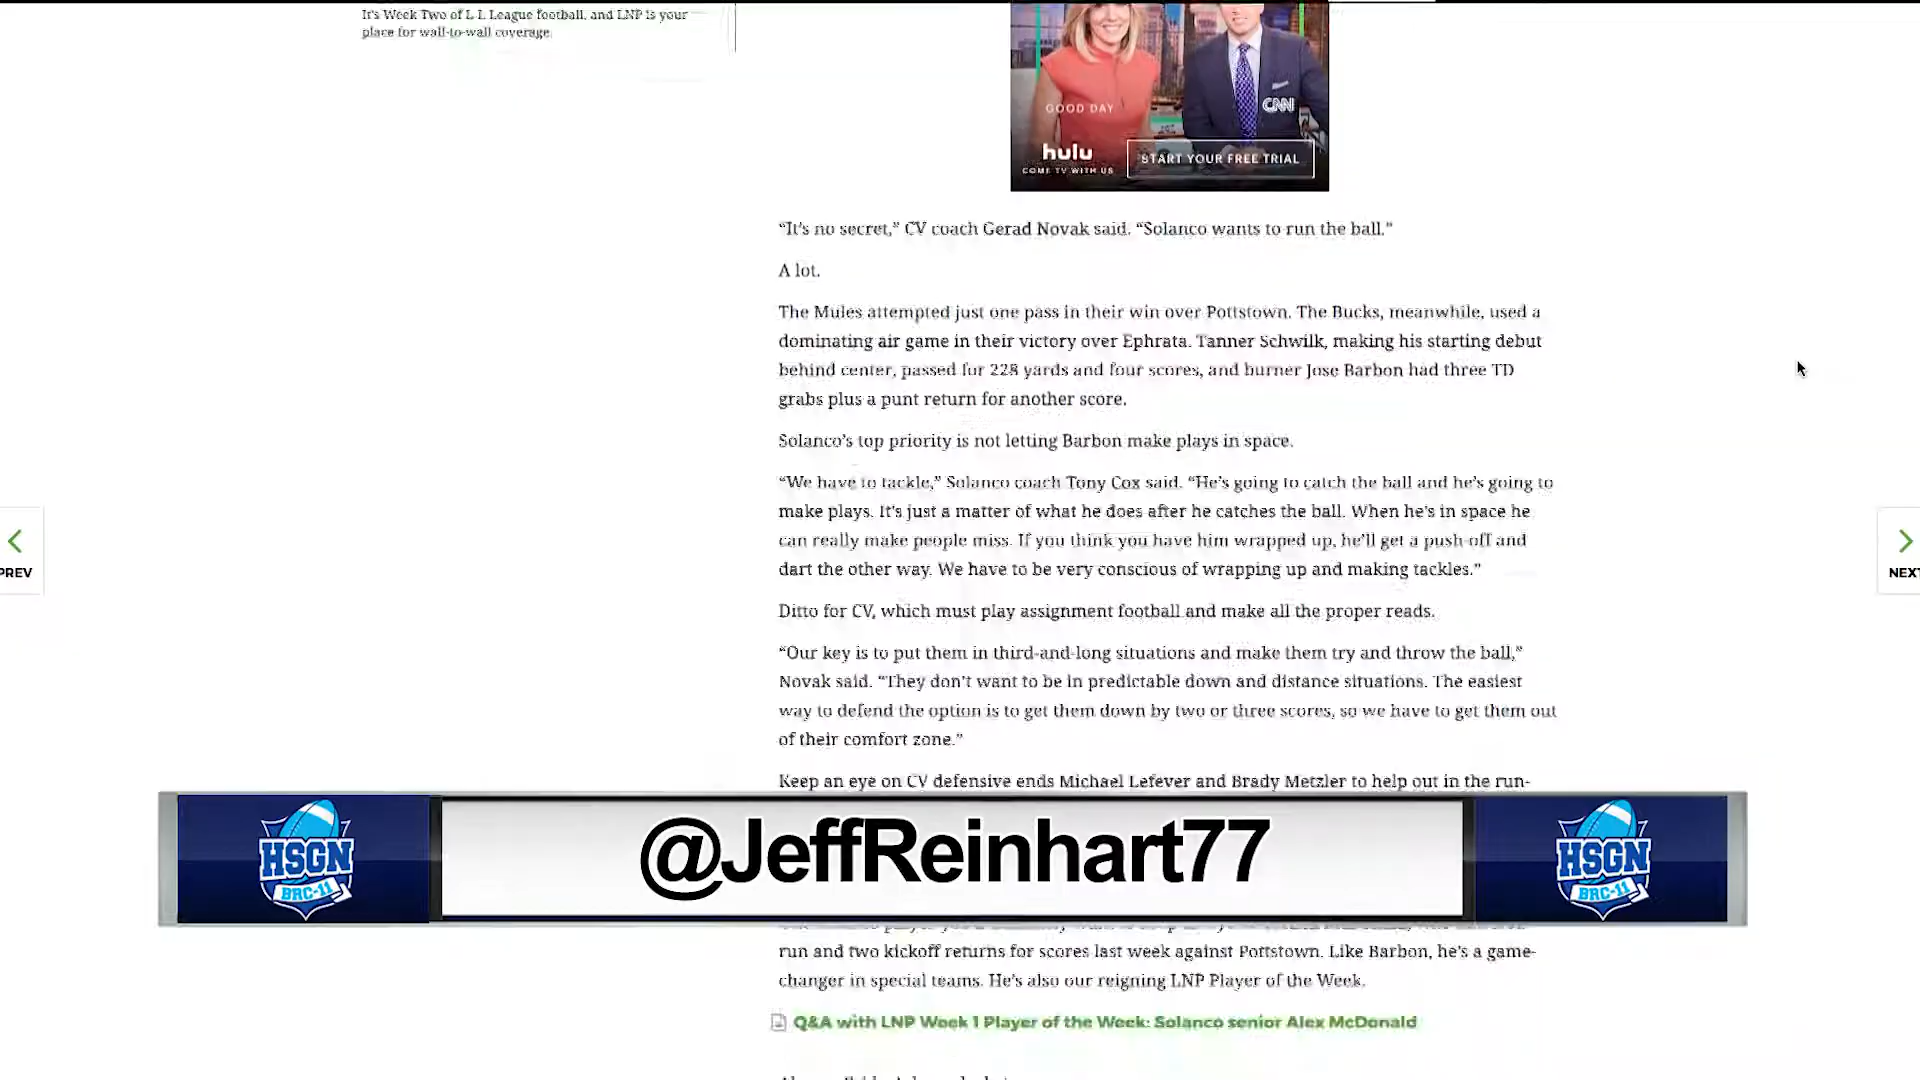 It's Week Two of L-L League football, and LNP is your
place for wall-to-wall coverage.
GOOD DAY
CNN
hulu
COME TV WITH US
START YOUR FREE TRIAL
“It's no secret,” CV coach Gerad Novak said. “Solanco wants to run the ball.”
A lot.
The Mules attempted just one pass in their win over Pottstown. The Bucks, meanwhile, used a
dominating air game in their victory over Ephrata. Tanner Schwilk, making his starting debut
behind center, passed for 228 yards and four scores, and burner Jose Barbon had three TD
grabs plus a punt return for another score.
Solanco's top priority is not letting Barbon make plays in space.
“We have to tackle,” Solanco coach Tony Cox said. “He's going to catch the ball and he's going to
make plays. It's just a matter of what he does after he catches the ball. When he's in space he
can really make people miss. If you think you have him wrapped up, he'll get a push-off and
dart the other way. We have to be very conscious of wrapping up and making tackles.”
PREV
NEXT
Ditto for CV, which must play assignment football and make all the proper reads.
“Our key is to put them in third-and-long situations and make them try and throw the ball,”
Novak said. “They don't want to be in predictable down and distance situations. The easiest
way to defend the option is to get them down by two or three scores, so we have to get them out
of their comfort zone.”
Keep an eye on CV defensive ends Michael Lefever and Brady Metzler to help out in the run-
HSGN
BRC-11
@JeffReinhart77
HSGN
BRC-11
run and two kickoff returns for scores last week against Pottstown. Like Barbon, he's a game-
changer in special teams. He's also our reigning LNP Player of the Week.
Q&A with LNP Week 1 Player of the Week: Solanco senior Alex McDonald